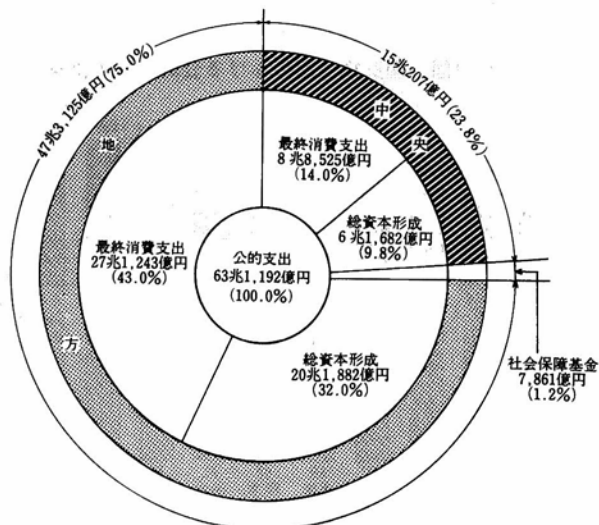 15兆207億円(23.8%)
47兆3,125億円(75.0%)
中
央
地
方
最終消費支出
8兆8,525億円
(14.0%)
総資本形成
6兆1,682億円
(9.8%)
最終消費支出
27兆1,243億円
(43.0%)
公的支出
63兆1,192億円
(100.0%)
総資本形成
20兆1,882億円
(32.0%)
社会保障基金
7,861億円
(1.2%)